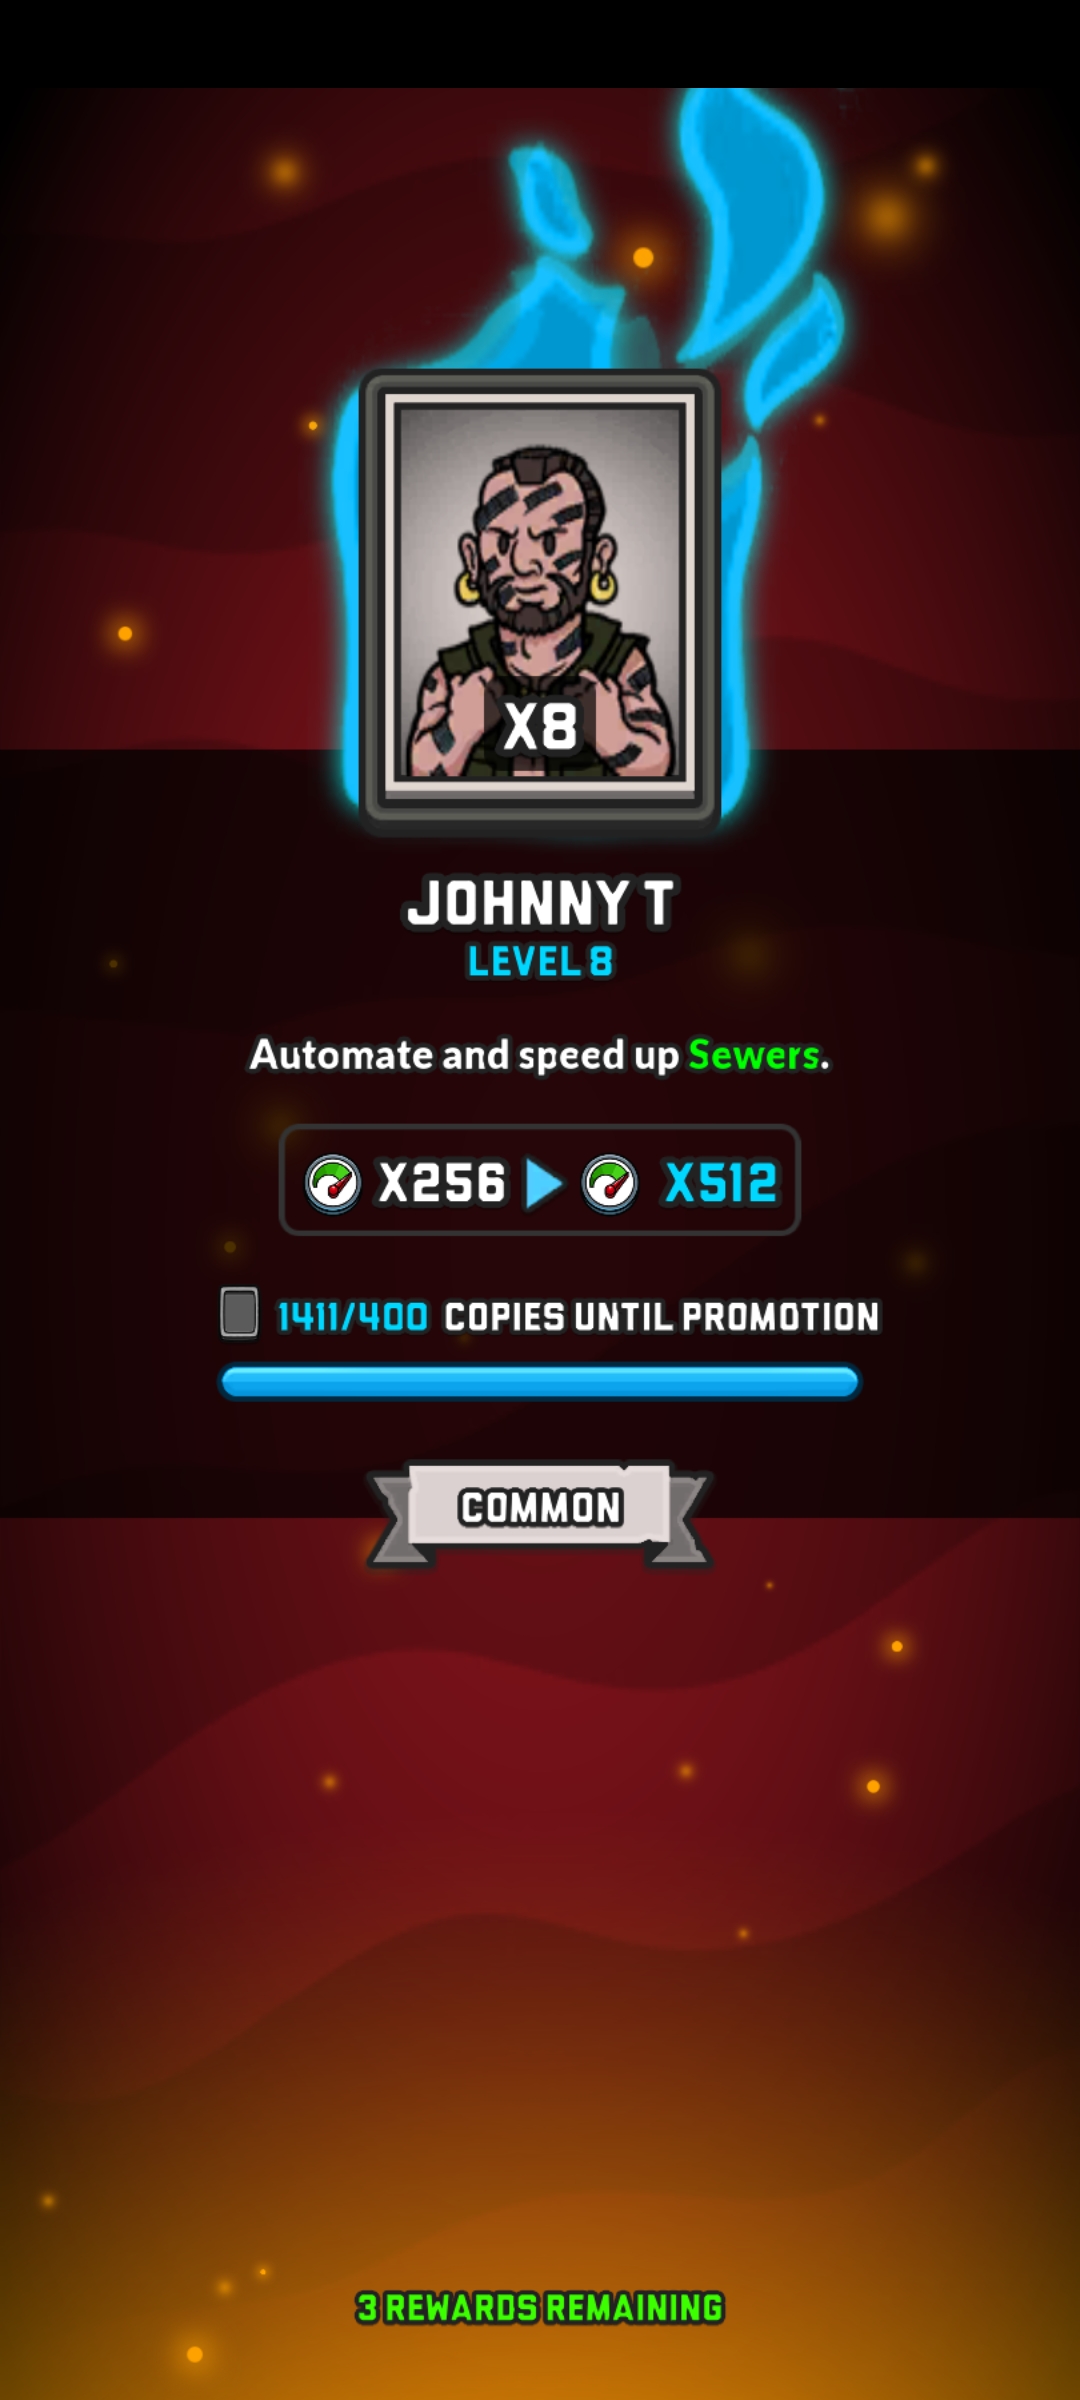 X8
JOHNNY T
LEVEL 8
Automate and speed up Sewers.
X256 X512
1411/400 COPIES UNTIL PROMOTION
COMMON
3 REWARDS REMAINING